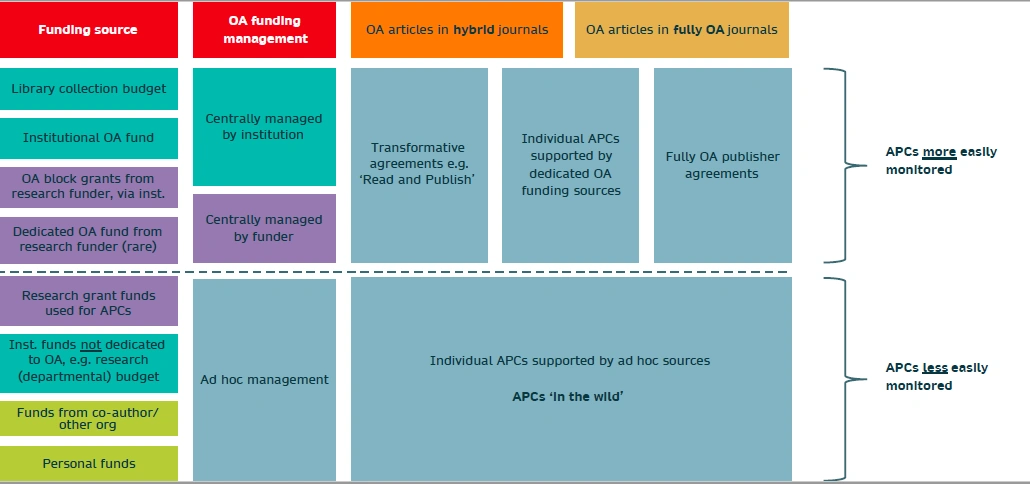 Funding source
OA funding
management
OA articles in hybrid journals
OA articles in fully OA journals
Library collection budget
Institutional OA fund
OA block grants from
research funder, via inst.
Dedicated OA fund from
research funder (rare)
Centrally managed
by institution
Centrally managed
by funder
Transformative
agreements e.g.
‘Read and Publish’
Individual APCs
supported by
dedicated OA
funding sources
Fully OA publisher
agreements
APCs more easily
monitored
Research grant funds
used for APCs
Inst. funds not dedicated
to OA, e.g. research
(departmental) budget
Funds from co-author/
other org
Personal funds
Ad hoc management
Individual APCs supported by ad hoc sources
APCs ‘in the wild’
APCs less easily
monitored